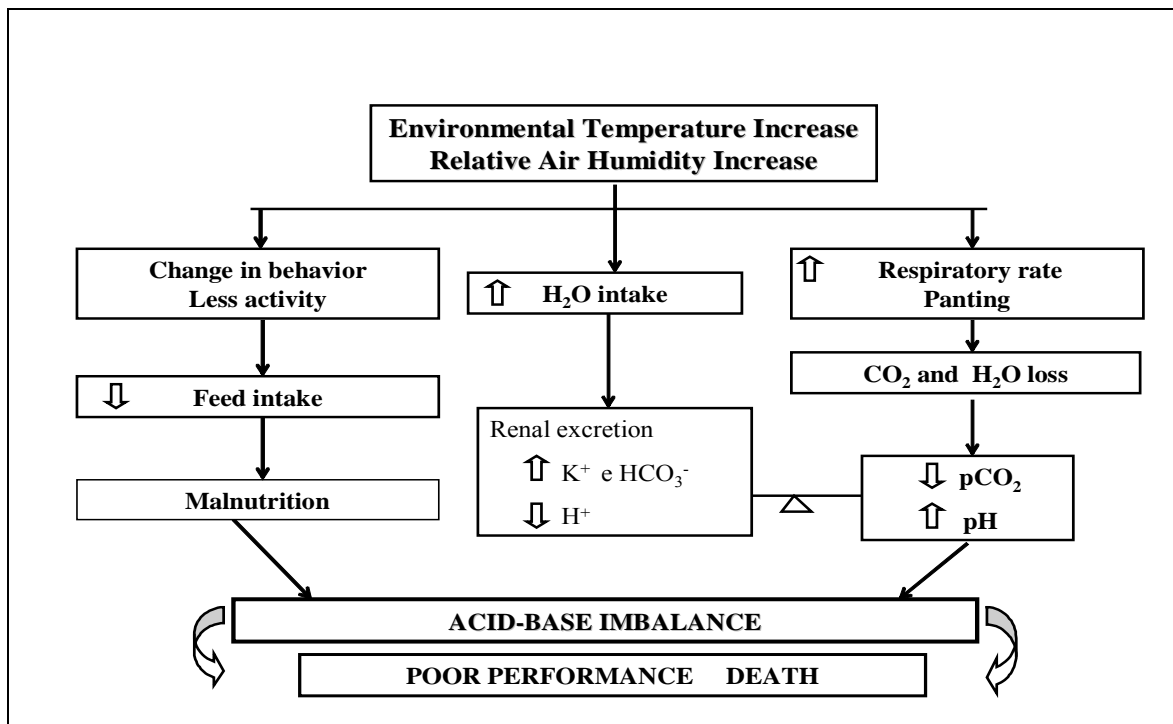 Environmental Temperature Increase
Relative Air Humidity Increase
Change in behavior
Less activity
⇧ H₂O intake
⇧ Respiratory rate
Panting
⇩ Feed intake
CO₂ and H₂O loss
Renal excretion
⇧ K⁺ e HCO₃⁻
⇩ H⁺
⇩ pCO₂
⇧ pH
Malnutrition
ACID-BASE IMBALANCE
POOR PERFORMANCE DEATH